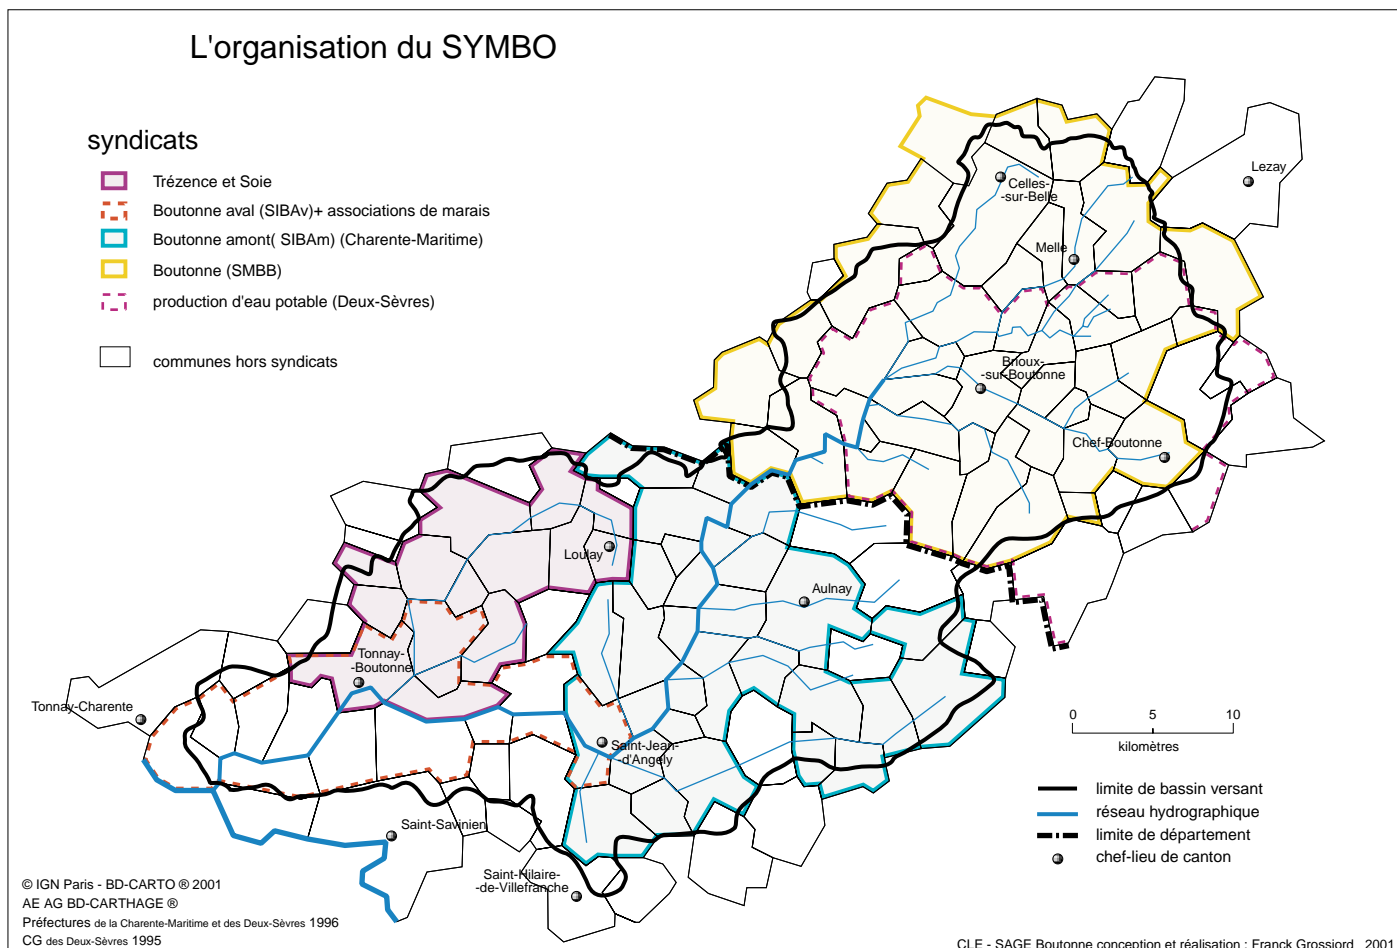 L'organisation du SYMBO
syndicats
Trézence et Soie
Boutonne aval (SIBAv)+ associations de marais
Boutonne amont( SIBAm) (Charente-Maritime)
Boutonne (SMBB)
production d'eau potable (Deux-Sèvres)
communes hors syndicats
Lezay
Celles-
-sur-Belle
Melle
Brioux-
-sur-Boutonne
Chef-Boutonne
Loulay
Aulnay
Tonnay-
-Boutonne
Tonnay-Charente
Saint-Jean-
-d'Angely
Saint-Savinien
Saint-Hilaire-
-de-Villefranche
0 5 10
kilomètres
limite de bassin versant
réseau hydrographique
limite de département
chef-lieu de canton
© IGN Paris - BD-CARTO ® 2001
AE AG BD-CARTHAGE ®
Préfectures de la Charente-Maritime et des Deux-Sèvres 1996
CG des Deux-Sèvres 1995
CLE - SAGE Boutonne conception et réalisation : Franck Grossiord 2001